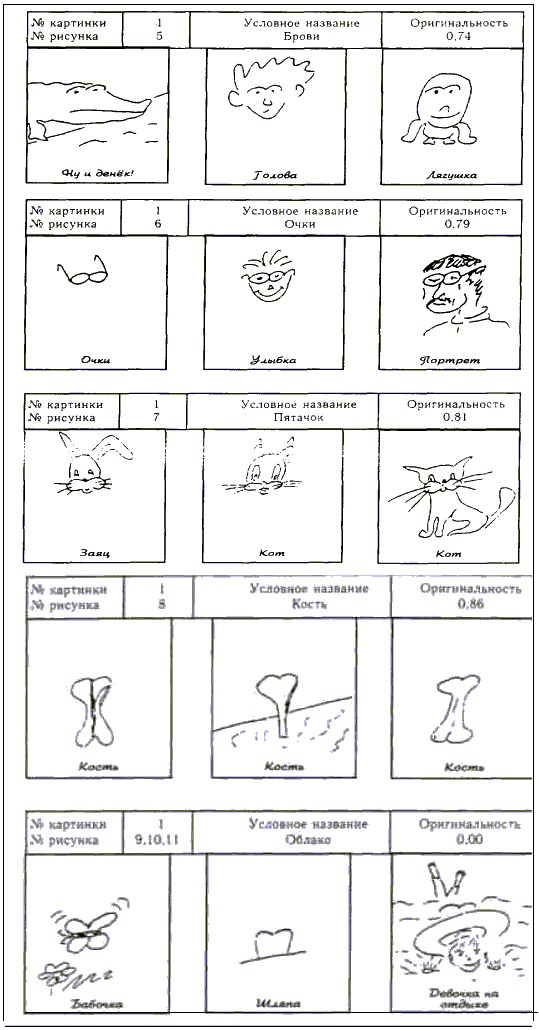 № картинки 1 Условное название Оригинальность
№ рисунка 5 Брови 0,74
Ну и денёк! Голова Лягушка
№ картинки 1 Условное название Оригинальность
№ рисунка 6 Очки 0,79
Очки Улыбка Портрет
№ картинки 1 Условное название Оригинальность
№ рисунка 7 Пятачок 0,81
Заяц Кот Кот
№ картинки 1 Условное название Оригинальность
№ рисунка 8 Кость 0,86
Кость Кость Кость
№ картинки 1 Условное название Оригинальность
№ рисунка 9,10,11 Облако 0,00
Бабочка Шляпа Девочка на
отдыхе